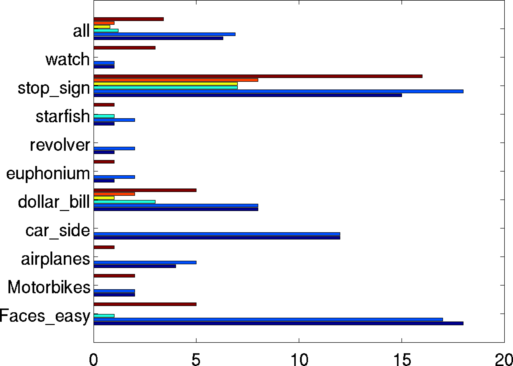 all
watch
stop_sign
starfish
revolver
euphonium
dollar_bill
car_side
airplanes
Motorbikes
Faces_easy
0 5 10 15 20